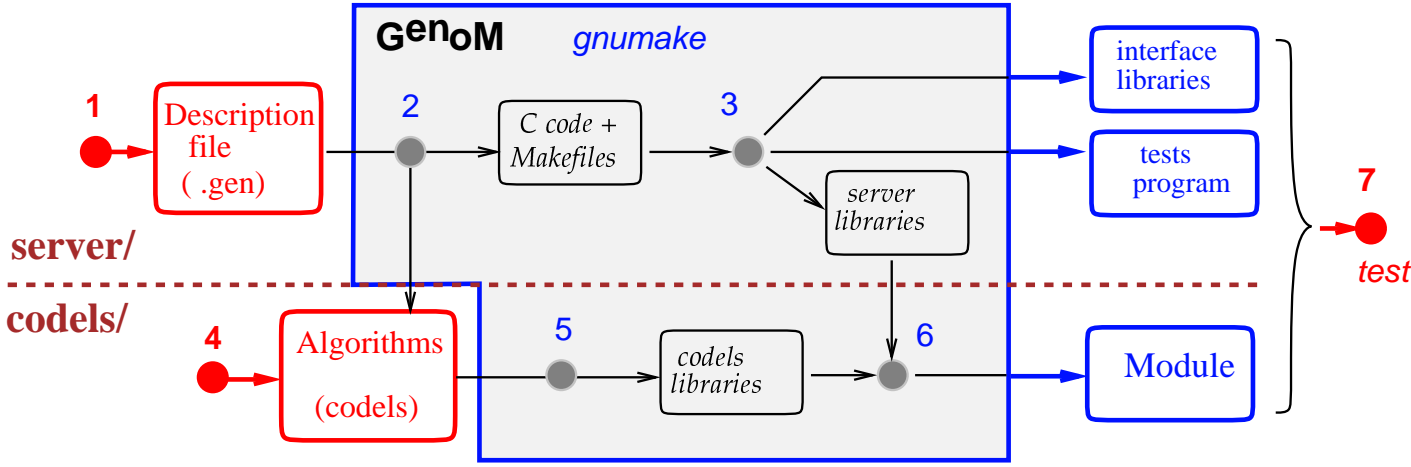 GenoM gnumake
interface
libraries
1
Description
file
( .gen)
2
C code +
Makefiles
3
tests
program
server
libraries
7
test
server/
codels/
4
Algorithms
(codels)
5
codels
libraries
6
Module